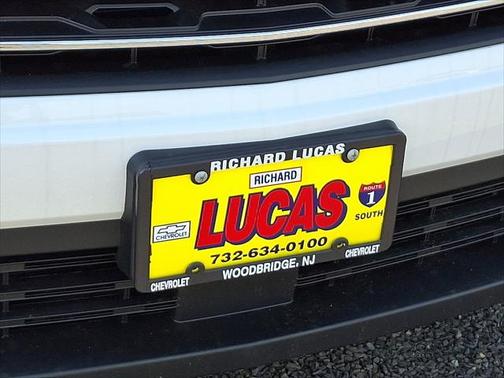 RICHARD LUCAS
RICHARD
LUCAS
ROUTE
1
SOUTH
CHEVROLET
732-634-0100
CHEVROLET
WOODBRIDGE, NJ
CHEVROLET